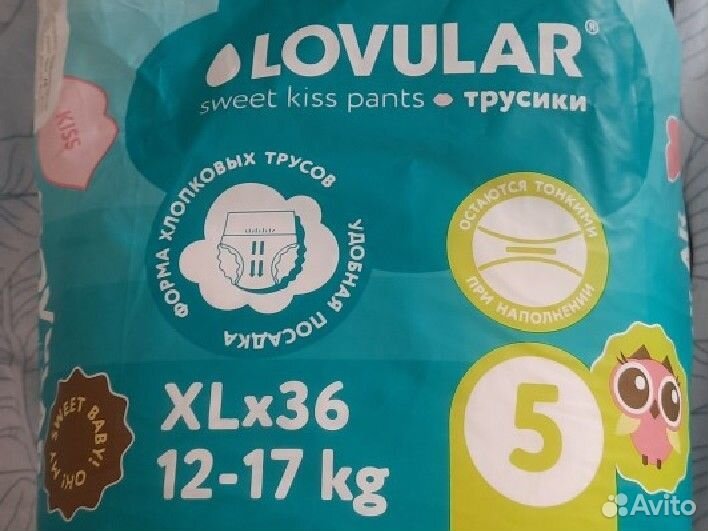 LOVULAR®
sweet kiss pants трусики
KISS
ФОРМА ХЛОПКОВЫХ ТРУСОВ
УДОБНАЯ ПОСАДКА
ОСТАЮТСЯ ТОНКИМИ
ПРИ НАПОЛНЕНИИ
XLx36
12-17 kg
5
OH! MY SWEET BABY!
Avito